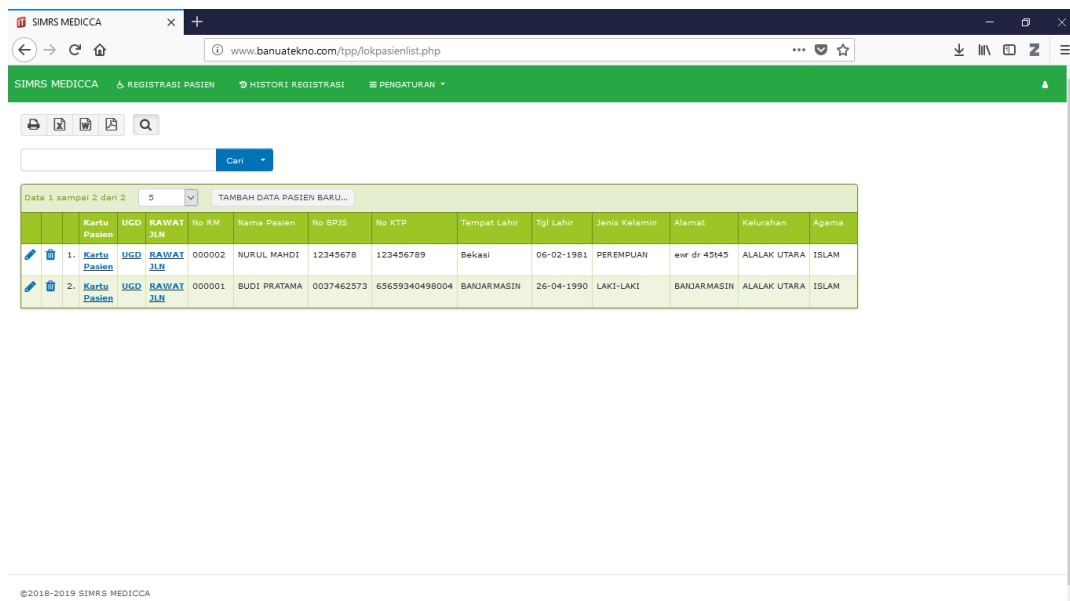 SIMRS MEDICCA
www.banuatekno.com/tpp/lokpasienlist.php
SIMRS MEDICCA REGISTRASI PASIEN HISTORI REGISTRASI PENGATURAN
Cari
Data 1 sampai 2 dari 2 5 TAMBAH DATA PASIEN BARU...
Kartu Pasien UGD RAWAT JLN No RM Nama Pasien No BPJS No KTP Tempat Lahir Tgl Lahir Jenis Kelamin Alamat Kelurahan Agama
1. Kartu Pasien UGD RAWAT JLN 000002 NURUL MAHDI 12345678 123456789 Bekasi 06-02-1981 PEREMPUAN ewr dr 45t45 ALALAK UTARA ISLAM
2. Kartu Pasien UGD RAWAT JLN 000001 BUDI PRATAMA 0037462573 65659340498004 BANJARMASIN 26-04-1990 LAKI-LAKI BANJARMASIN ALALAK UTARA ISLAM
©2018-2019 SIMRS MEDICCA